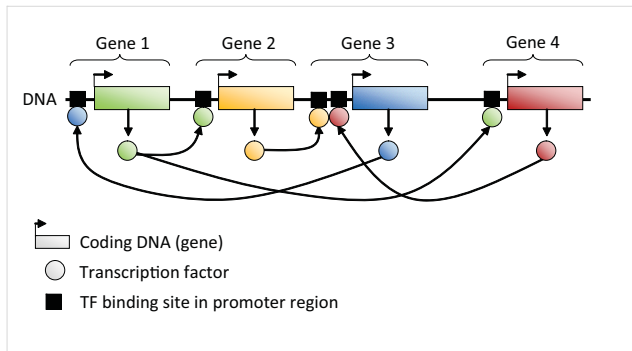 Gene 1 Gene 2 Gene 3 Gene 4
DNA
Coding DNA (gene)
Transcription factor
TF binding site in promoter region